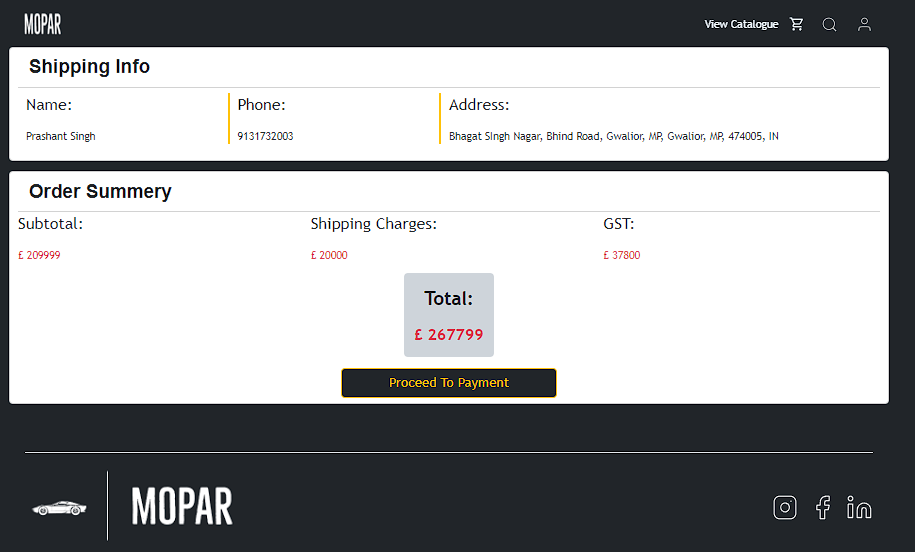 MOPAR
View Catalogue
Shipping Info
Name:
Phone:
Address:
Prashant Singh
9131732003
Bhagat SIngh Nagar, Bhind Road, Gwalior, MP, Gwalior, MP, 474005, IN
Order Summery
Subtotal:
Shipping Charges:
GST:
£ 209999
£ 20000
£ 37800
Total:
£ 267799
Proceed To Payment
MOPAR